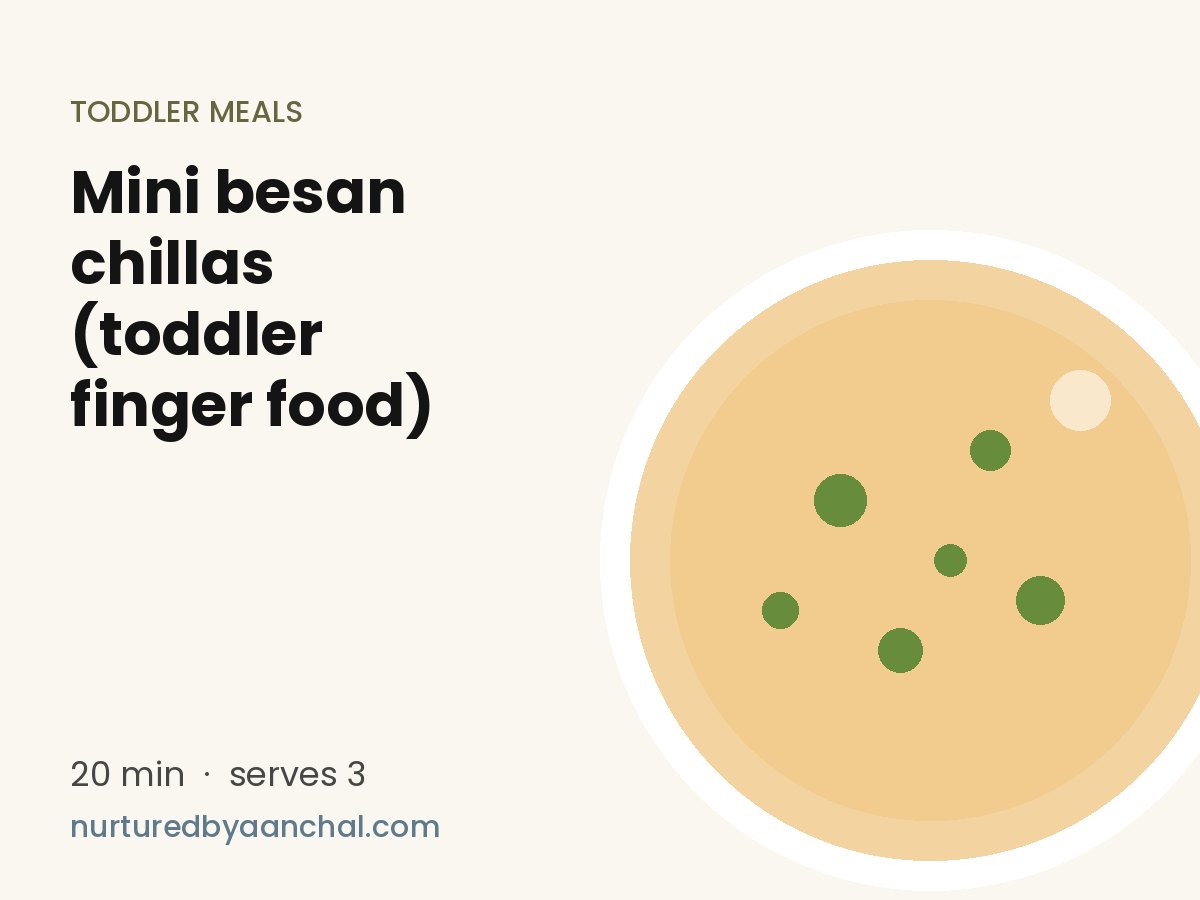 TODDLER MEALS
Mini besan
chillas
(toddler
finger food)
20 min · serves 3
nurturedbyaanchal.com